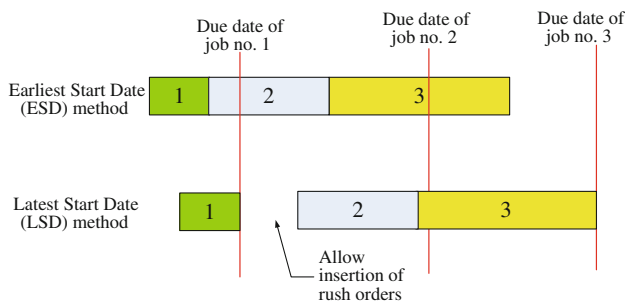 Due date of
job no. 1
Due date of
job no. 2
Due date of
job no. 3
Earliest Start Date
(ESD) method
1
2
3
Latest Start Date
(LSD) method
1
2
3
Allow
insertion of
rush orders